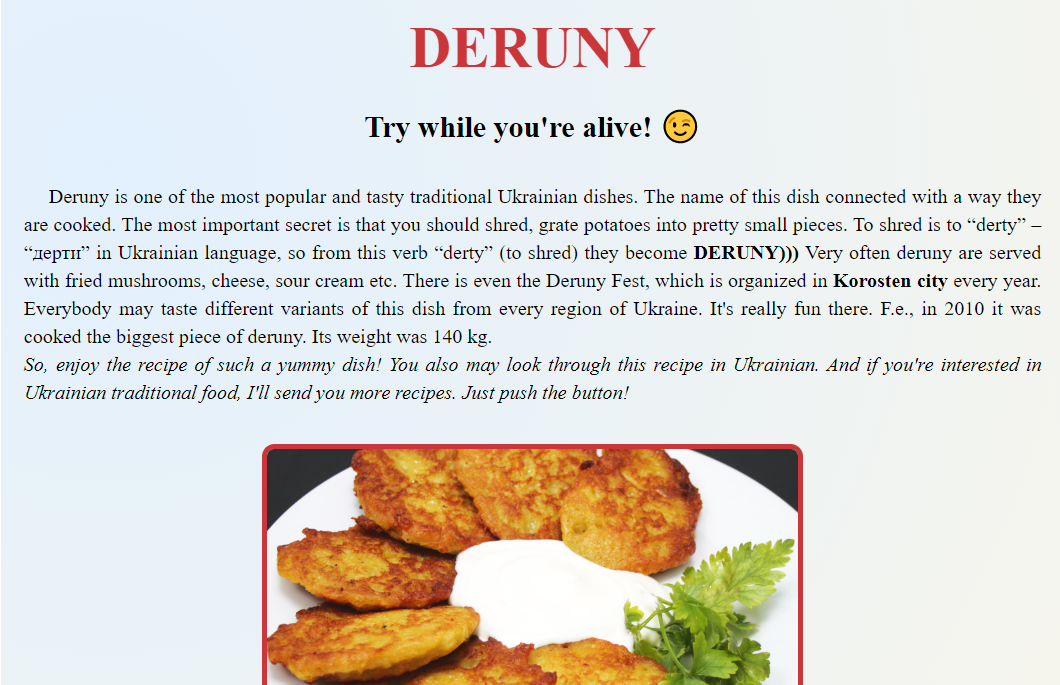 DERUNY
Try while you're alive! 😉
Deruny is one of the most popular and tasty traditional Ukrainian dishes. The name of this dish connected with a way they
are cooked. The most important secret is that you should shred, grate potatoes into pretty small pieces. To shred is to “derty” –
“дерти” in Ukrainian language, so from this verb “derty” (to shred) they become DERUNY))) Very often deruny are served
with fried mushrooms, cheese, sour cream etc. There is even the Deruny Fest, which is organized in Korosten city every year.
Everybody may taste different variants of this dish from every region of Ukraine. It's really fun there. F.e., in 2010 it was
cooked the biggest piece of deruny. Its weight was 140 kg.
So, enjoy the recipe of such a yummy dish! You also may look through this recipe in Ukrainian. And if you're interested in
Ukrainian traditional food, I'll send you more recipes. Just push the button!